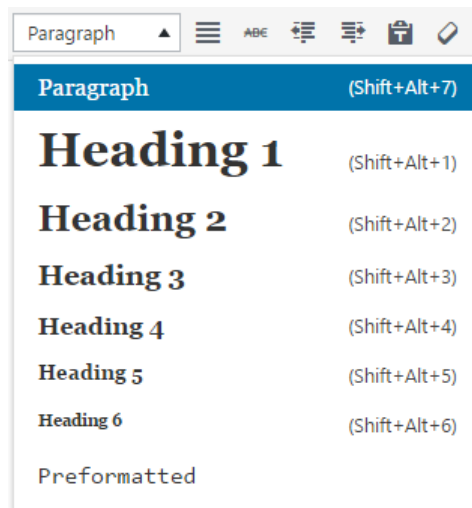 Paragraph ABC
Paragraph (Shift+Alt+7)
Heading 1 (Shift+Alt+1)
Heading 2 (Shift+Alt+2)
Heading 3 (Shift+Alt+3)
Heading 4 (Shift+Alt+4)
Heading 5 (Shift+Alt+5)
Heading 6 (Shift+Alt+6)
Preformatted